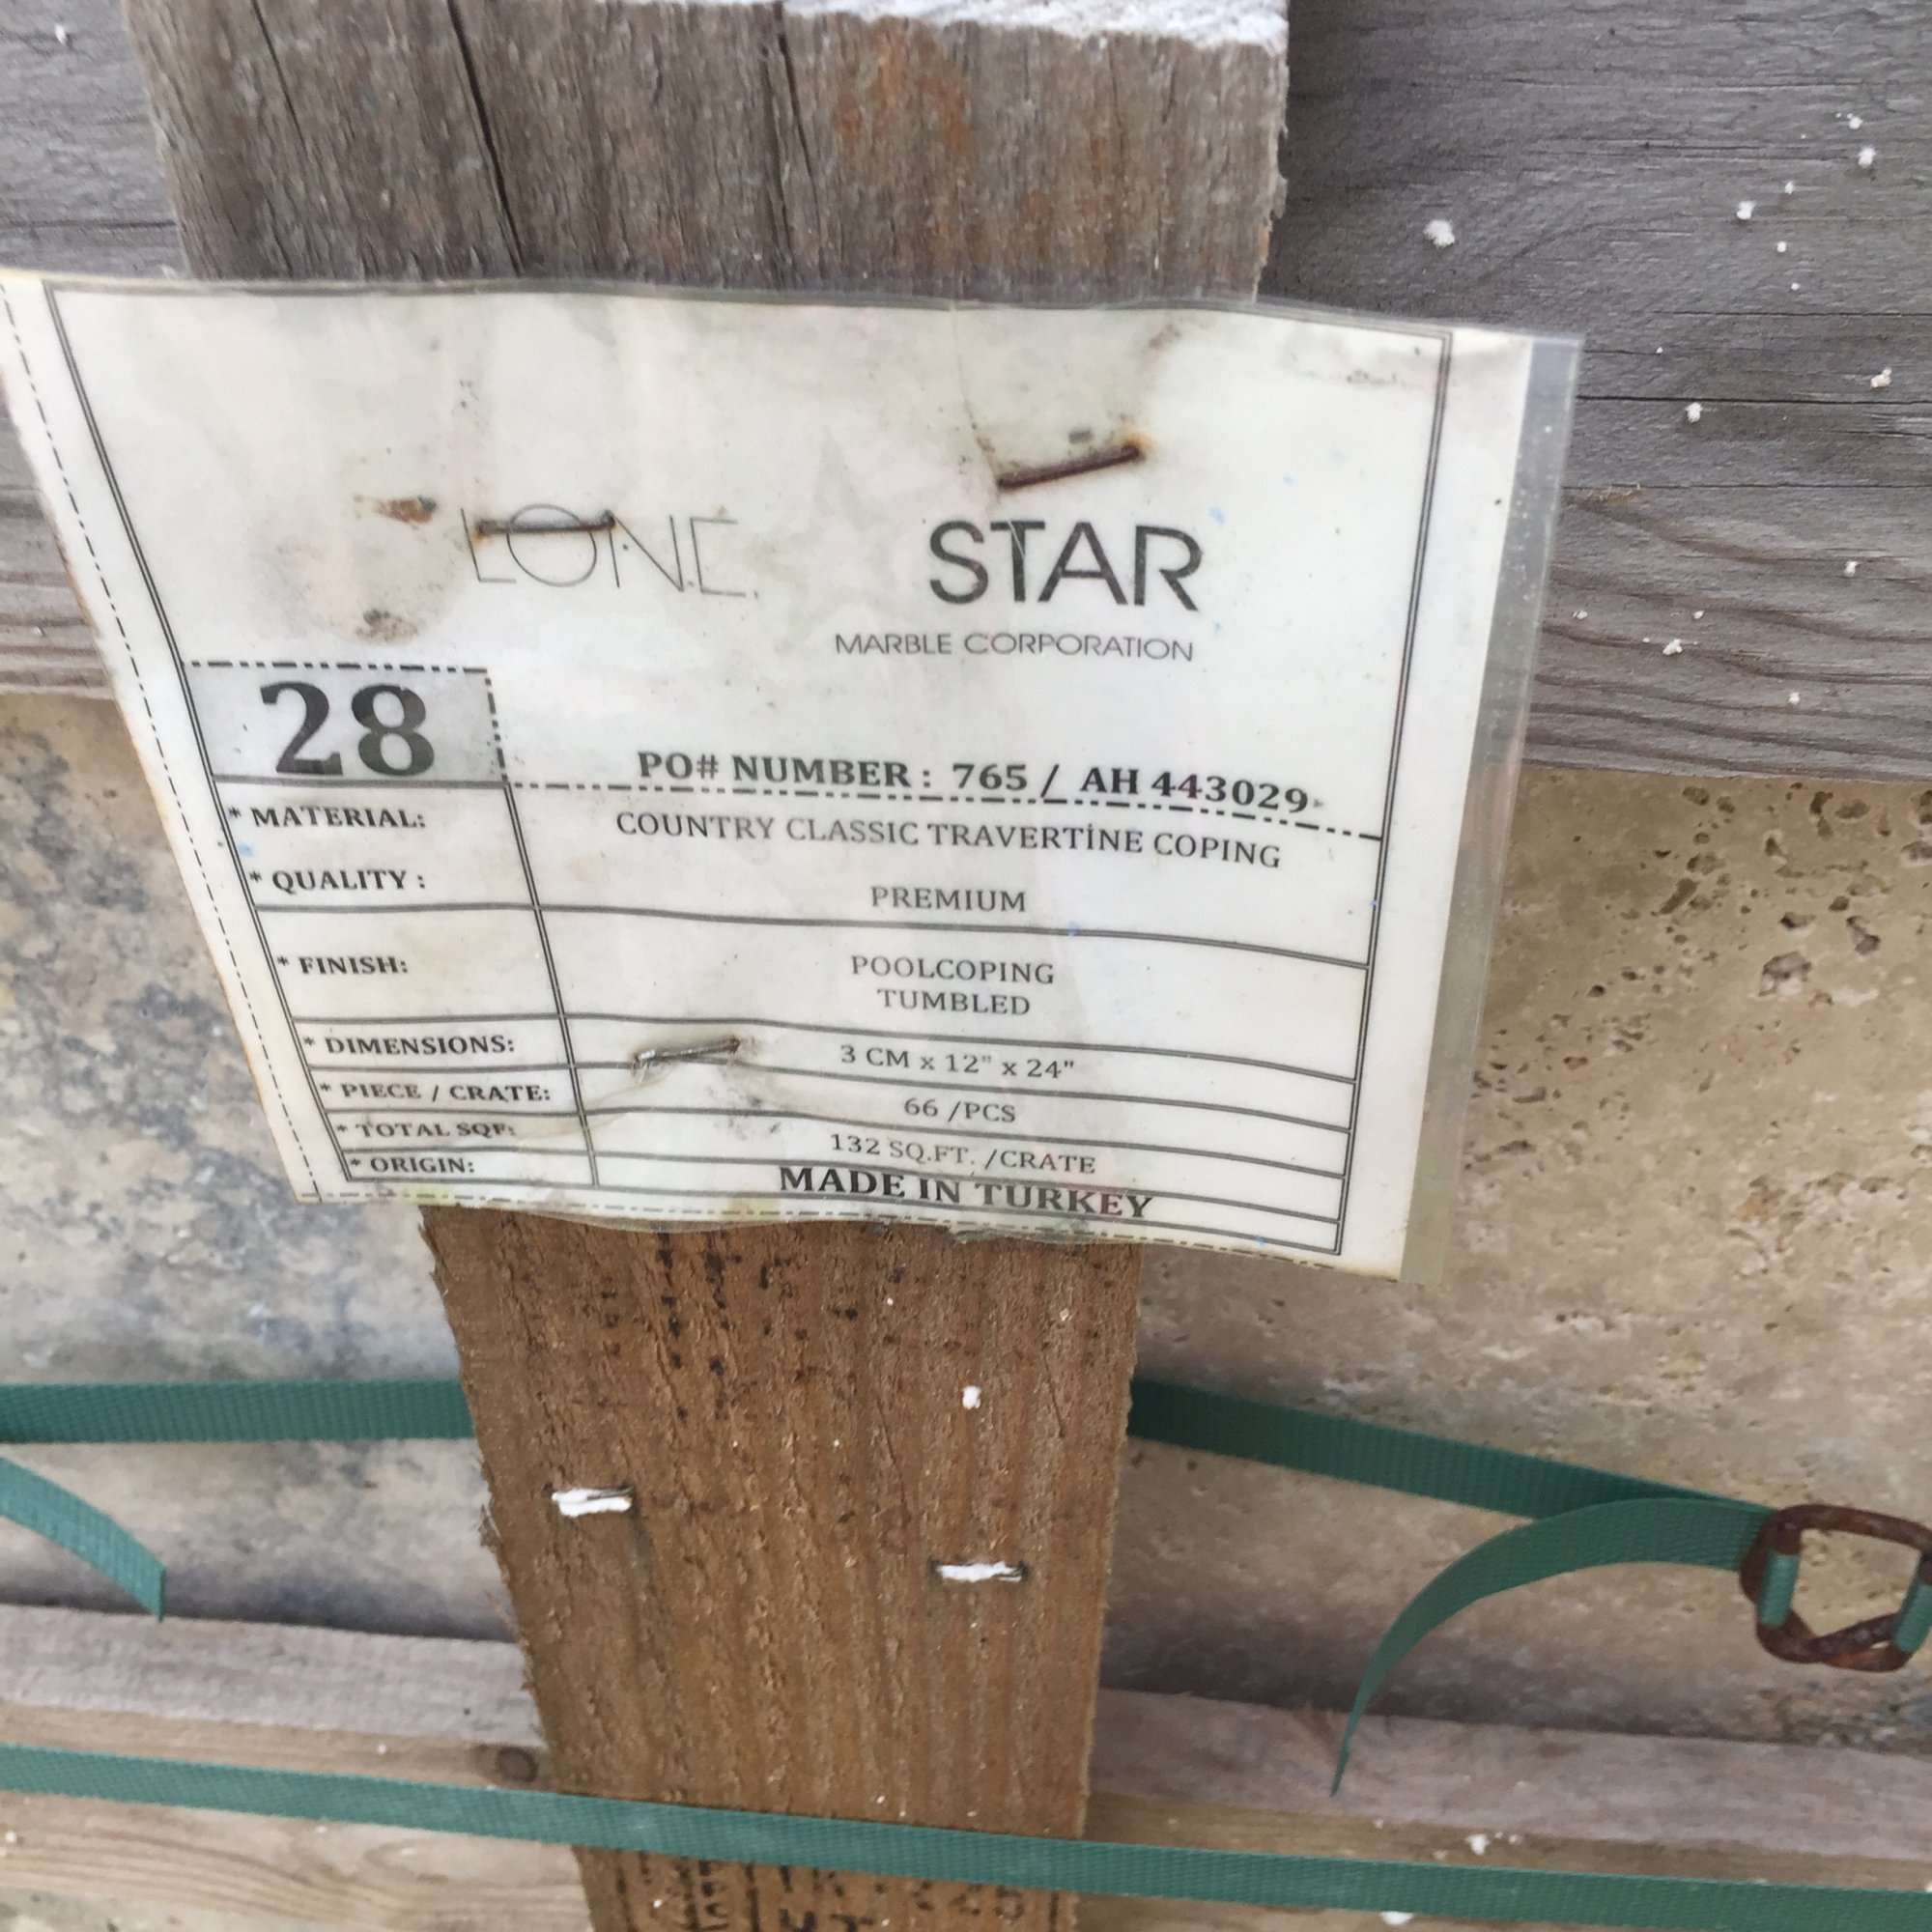 LONE STAR
MARBLE CORPORATION
28
PO# NUMBER : 765 / AH 443029
* MATERIAL: COUNTRY CLASSIC TRAVERTİNE COPING
* QUALITY : PREMIUM
* FINISH: POOLCOPING
TUMBLED
* DIMENSIONS: 3 CM x 12" x 24"
* PIECE / CRATE: 66 /PCS
* TOTAL SQF: 132 SQ.FT. /CRATE
* ORIGIN: MADE IN TURKEY